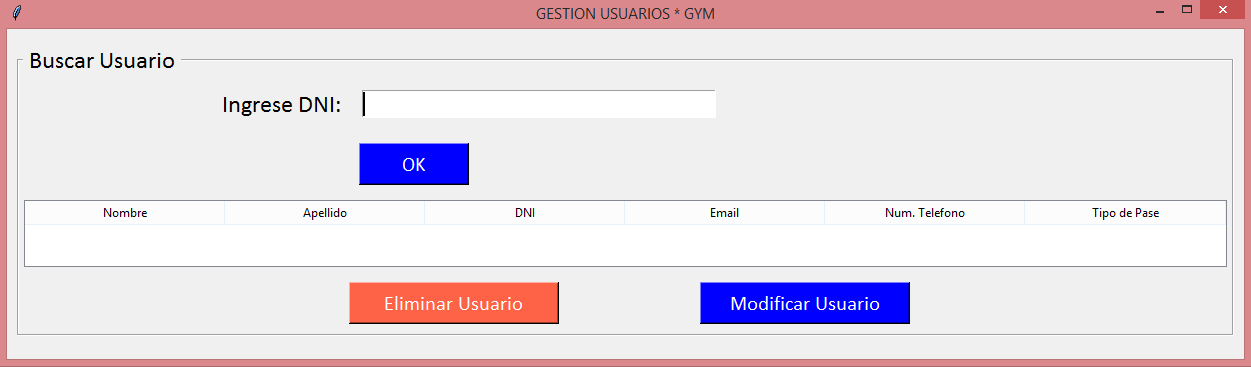 GESTION USUARIOS * GYM
Buscar Usuario
Ingrese DNI:
OK
Nombre Apellido DNI Email Num. Telefono Tipo de Pase
Eliminar Usuario Modificar Usuario